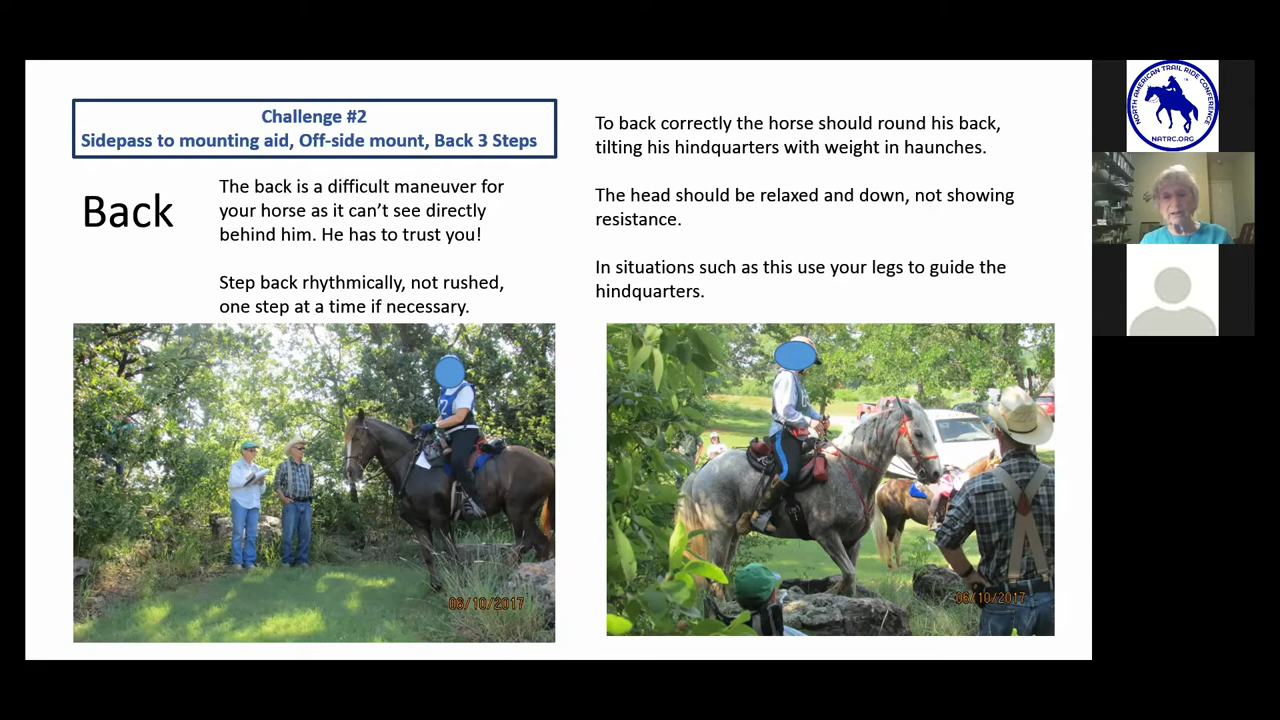 Challenge #2
Sidepass to mounting aid, Off-side mount, Back 3 Steps
Back
The back is a difficult maneuver for
your horse as it can't see directly
behind him. He has to trust you!
Step back rhythmically, not rushed,
one step at a time if necessary.
To back correctly the horse should round his back,
tilting his hindquarters with weight in haunches.
The head should be relaxed and down, not showing
resistance.
In situations such as this use your legs to guide the
hindquarters.
06/10/2017
06/10/2017
NORTH AMERICAN TRAIL RIDE CONFERENCE
NATRC.ORG